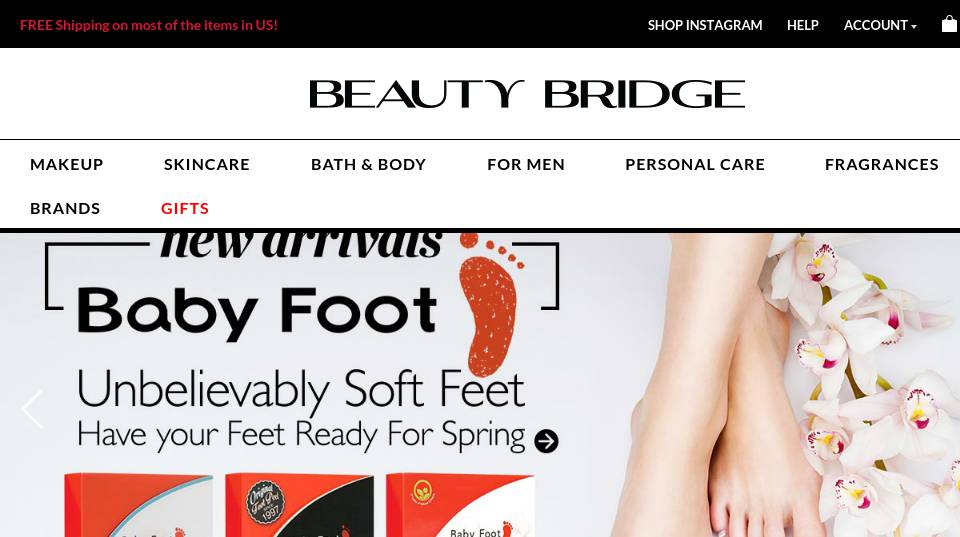 FREE Shipping on most of the items in US!
SHOP INSTAGRAM HELP ACCOUNT
BEAUTY BRIDGE
MAKEUP SKINCARE BATH & BODY FOR MEN PERSONAL CARE FRAGRANCES
BRANDS GIFTS
new arrivals
Baby Foot
Unbelievably Soft Feet
Have your Feet Ready For Spring
Original
Foot Peel
1997
Baby Foot